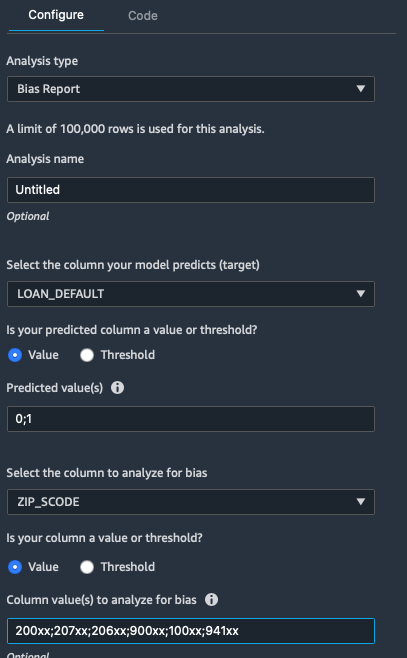 Configure Code
Analysis type
Bias Report
A limit of 100,000 rows is used for this analysis.
Analysis name
Untitled
Optional
Select the column your model predicts (target)
LOAN_DEFAULT
Is your predicted column a value or threshold?
Value Threshold
Predicted value(s)
0;1
Select the column to analyze for bias
ZIP_SCODE
Is your column a value or threshold?
Value Threshold
Column value(s) to analyze for bias
200xx;207xx;206xx;900xx;100xx;941xx
Optional